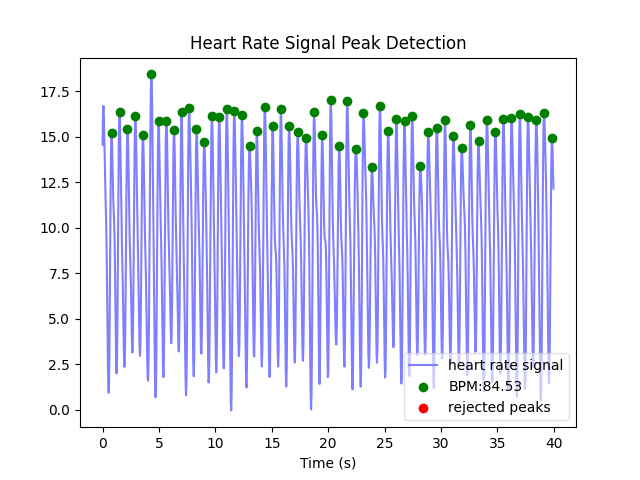 Heart Rate Signal Peak Detection
17.5
15.0
12.5
10.0
7.5
5.0
2.5
0.0
heart rate signal
BPM:84.53
rejected peaks
0 5 10 15 20 25 30 35 40
Time (s)